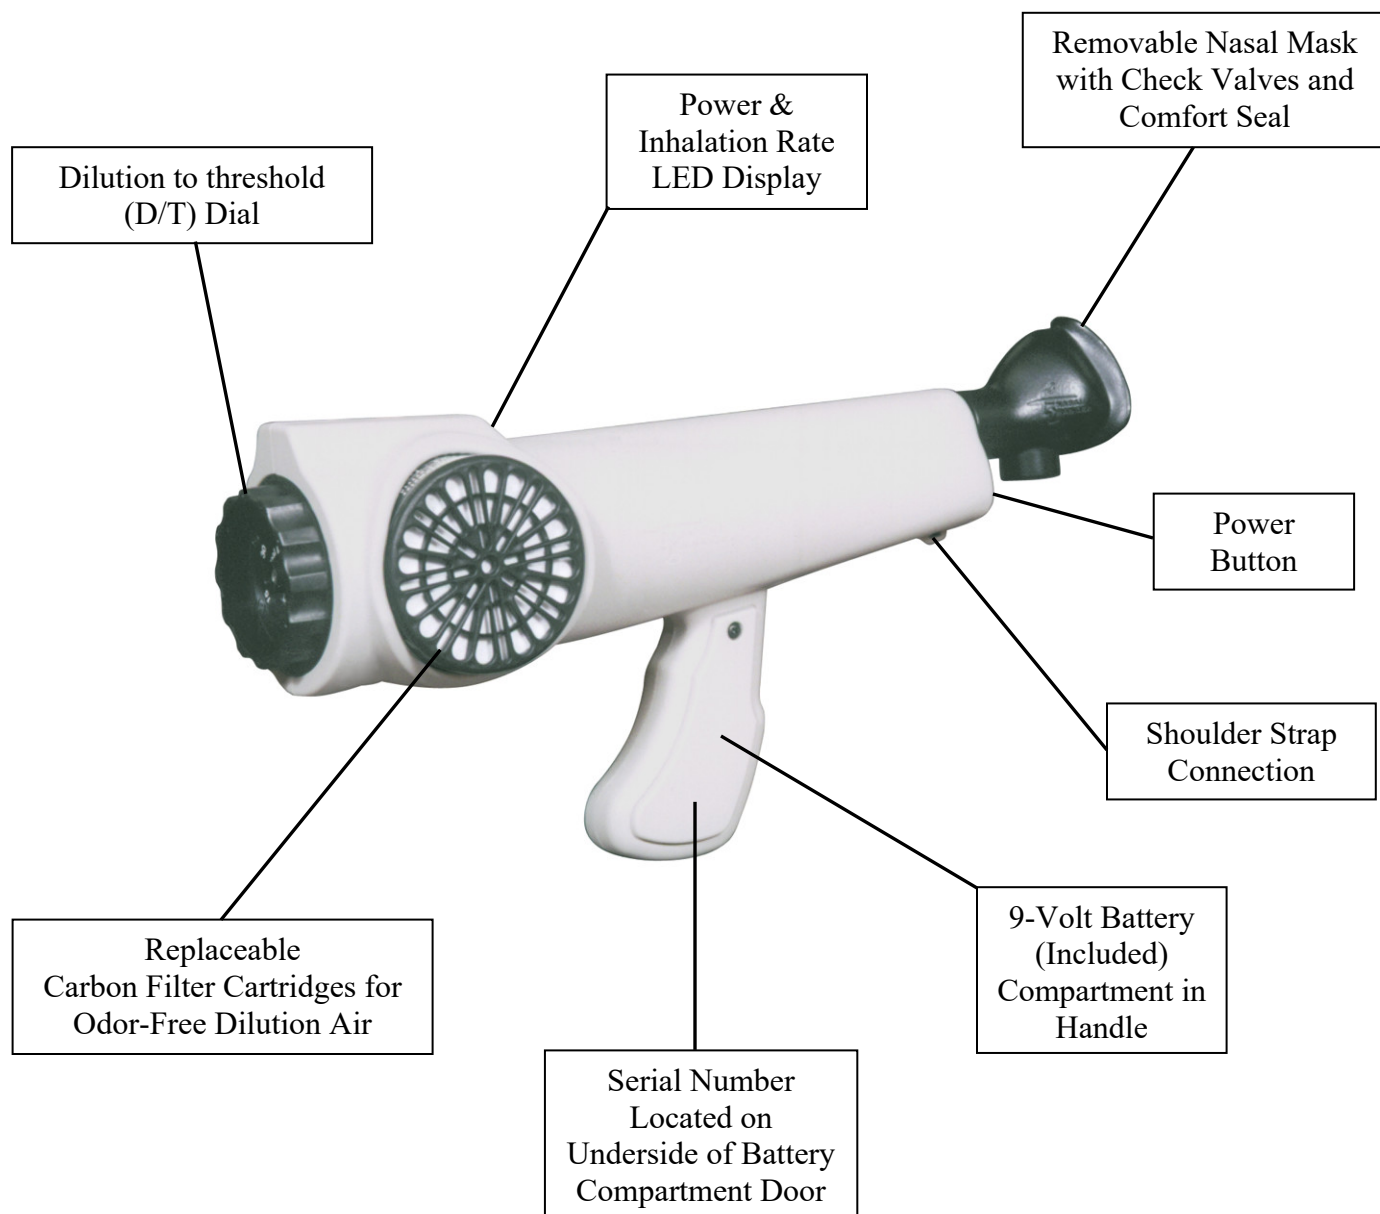 Removable Nasal Mask
with Check Valves and
Comfort Seal
Power &
Inhalation Rate
LED Display
Dilution to threshold
(D/T) Dial
Power
Button
Shoulder Strap
Connection
9-Volt Battery
(Included)
Compartment in
Handle
Replaceable
Carbon Filter Cartridges for
Odor-Free Dilution Air
Serial Number
Located on
Underside of Battery
Compartment Door